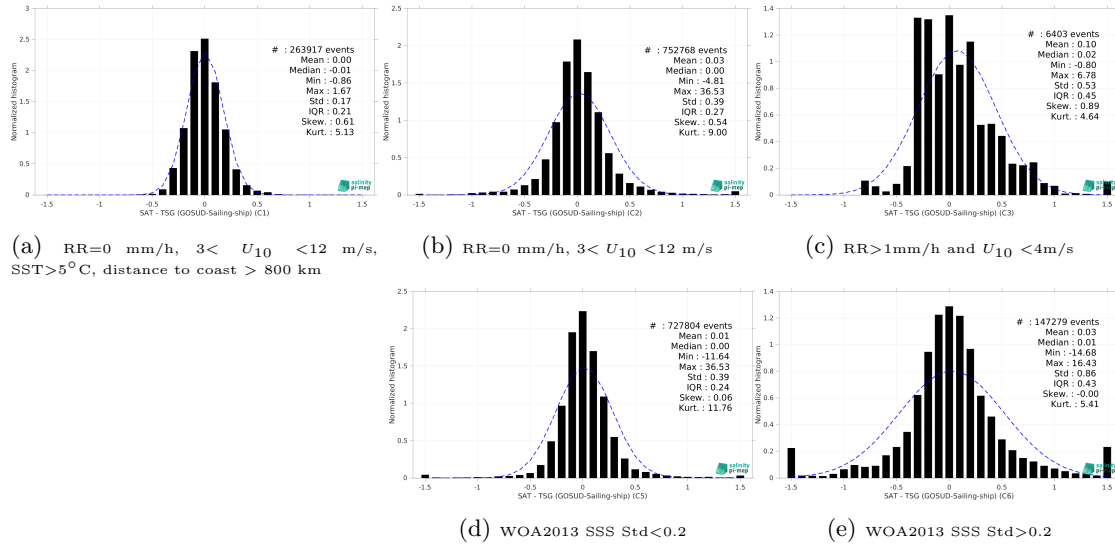 3
2.5
2
1.5
1
0.5
0
Normalized histogram
# : 263917 events
Mean : 0.00
Median : -0.01
Min : -0.86
Max : 1.67
Std : 0.17
IQR : 0.21
Skew. : 0.61
Kurt. : 5.13
salinity
pi-mep
-1.5 -1 -0.5 0 0.5 1 1.5
SAT - TSG (GOSUD-Sailing-ship) (C1)
(a) RR=0 mm/h, 3< U10 <12 m/s,
SST>5°C, distance to coast > 800 km
2.5
2
1.5
1
0.5
0
Normalized histogram
# : 752768 events
Mean : 0.03
Median : 0.00
Min : -4.81
Max : 36.53
Std : 0.39
IQR : 0.27
Skew. : 0.54
Kurt. : 9.00
salinity
pi-mep
-1.5 -1 -0.5 0 0.5 1 1.5
SAT - TSG (GOSUD-Sailing-ship) (C2)
(b) RR=0 mm/h, 3< U10 <12 m/s
1.4
1.2
1
0.8
0.6
0.4
0.2
0
Normalized histogram
# : 6403 events
Mean : 0.10
Median : 0.02
Min : -0.80
Max : 6.78
Std : 0.53
IQR : 0.45
Skew. : 0.89
Kurt. : 4.64
salinity
pi-mep
-1.5 -1 -0.5 0 0.5 1 1.5
SAT - TSG (GOSUD-Sailing-ship) (C3)
(c) RR>1mm/h and U10 <4m/s
2.5
2
1.5
1
0.5
0
Normalized histogram
# : 727804 events
Mean : 0.01
Median : 0.00
Min : -11.64
Max : 36.53
Std : 0.39
IQR : 0.24
Skew. : 0.06
Kurt. : 11.76
salinity
pi-mep
-1.5 -1 -0.5 0 0.5 1 1.5
SAT - TSG (GOSUD-Sailing-ship) (C5)
(d) WOA2013 SSS Std<0.2
1.4
1.2
1
0.8
0.6
0.4
0.2
0
Normalized histogram
# : 147279 events
Mean : 0.03
Median : 0.01
Min : -14.68
Max : 16.43
Std : 0.86
IQR : 0.43
Skew. : -0.00
Kurt. : 5.41
salinity
pi-mep
-1.5 -1 -0.5 0 0.5 1 1.5
SAT - TSG (GOSUD-Sailing-ship) (C6)
(e) WOA2013 SSS Std>0.2